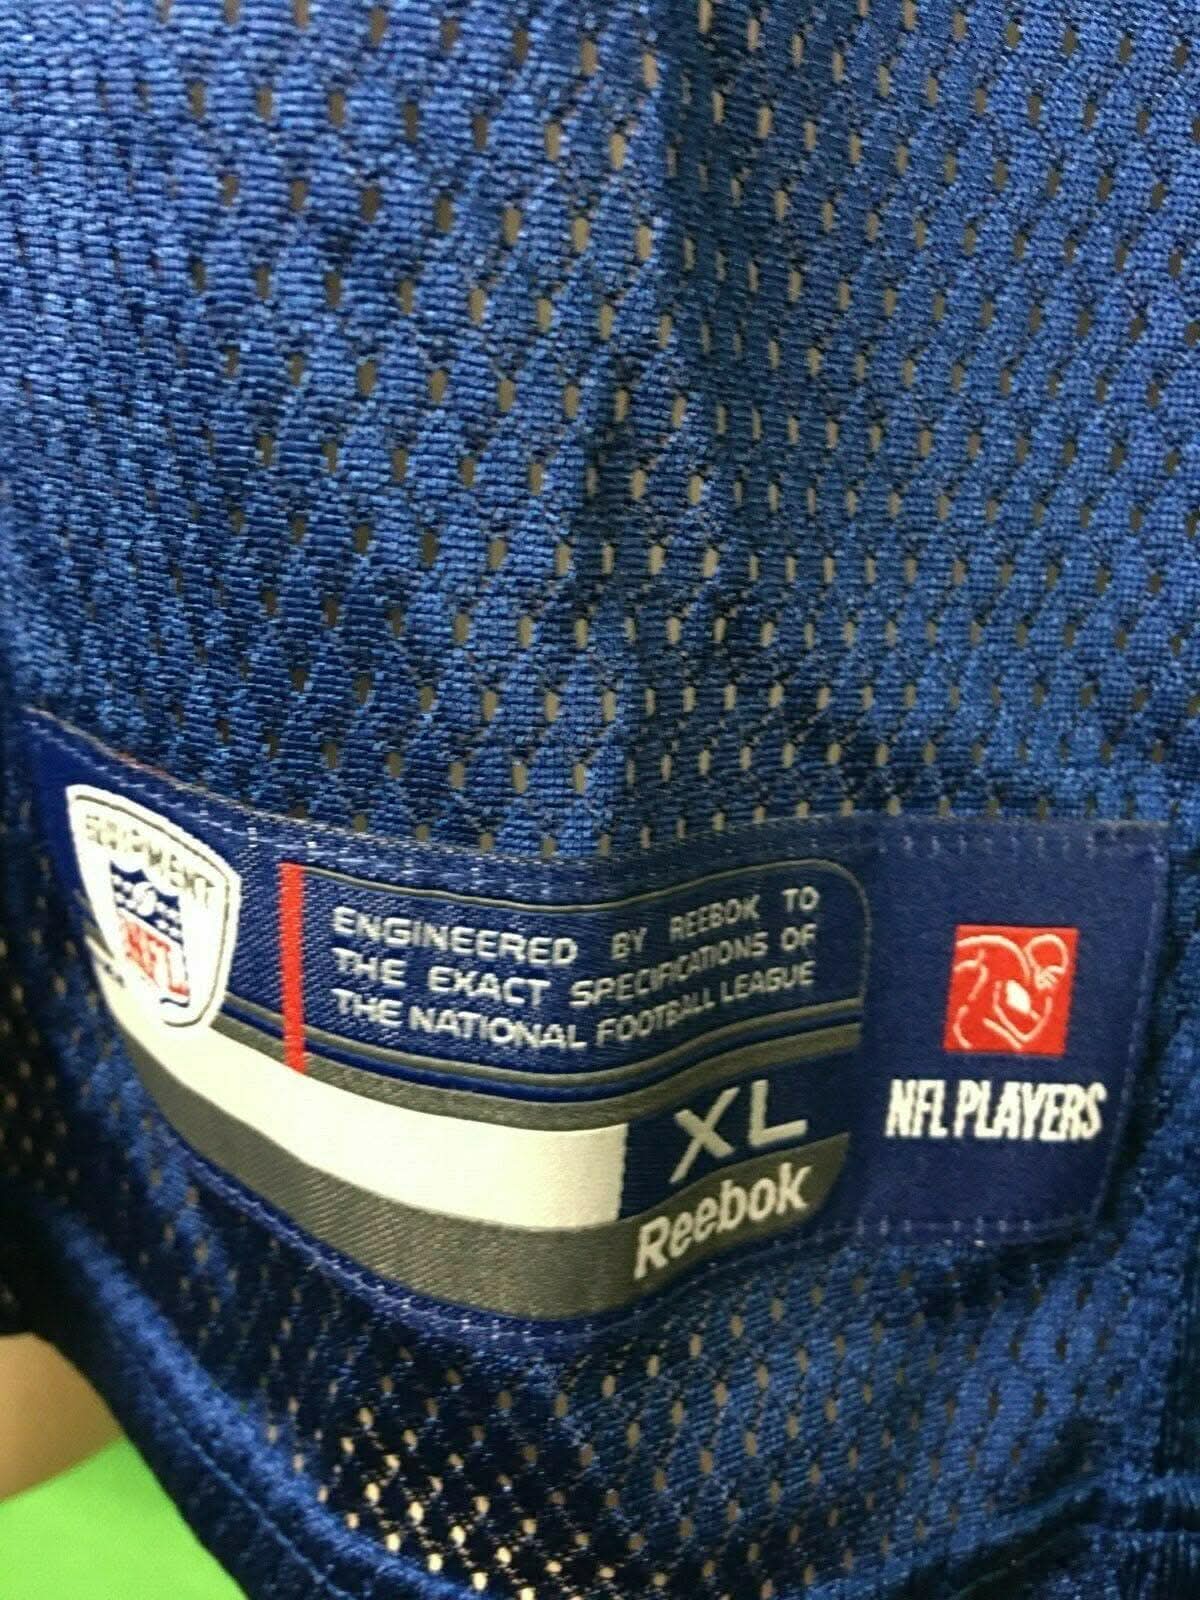 EQUIPMENT
NFL
ENGINEERED BY REEBOK TO
THE EXACT SPECIFICATIONS OF
THE NATIONAL FOOTBALL LEAGUE
XL
Reebok
NFL PLAYERS